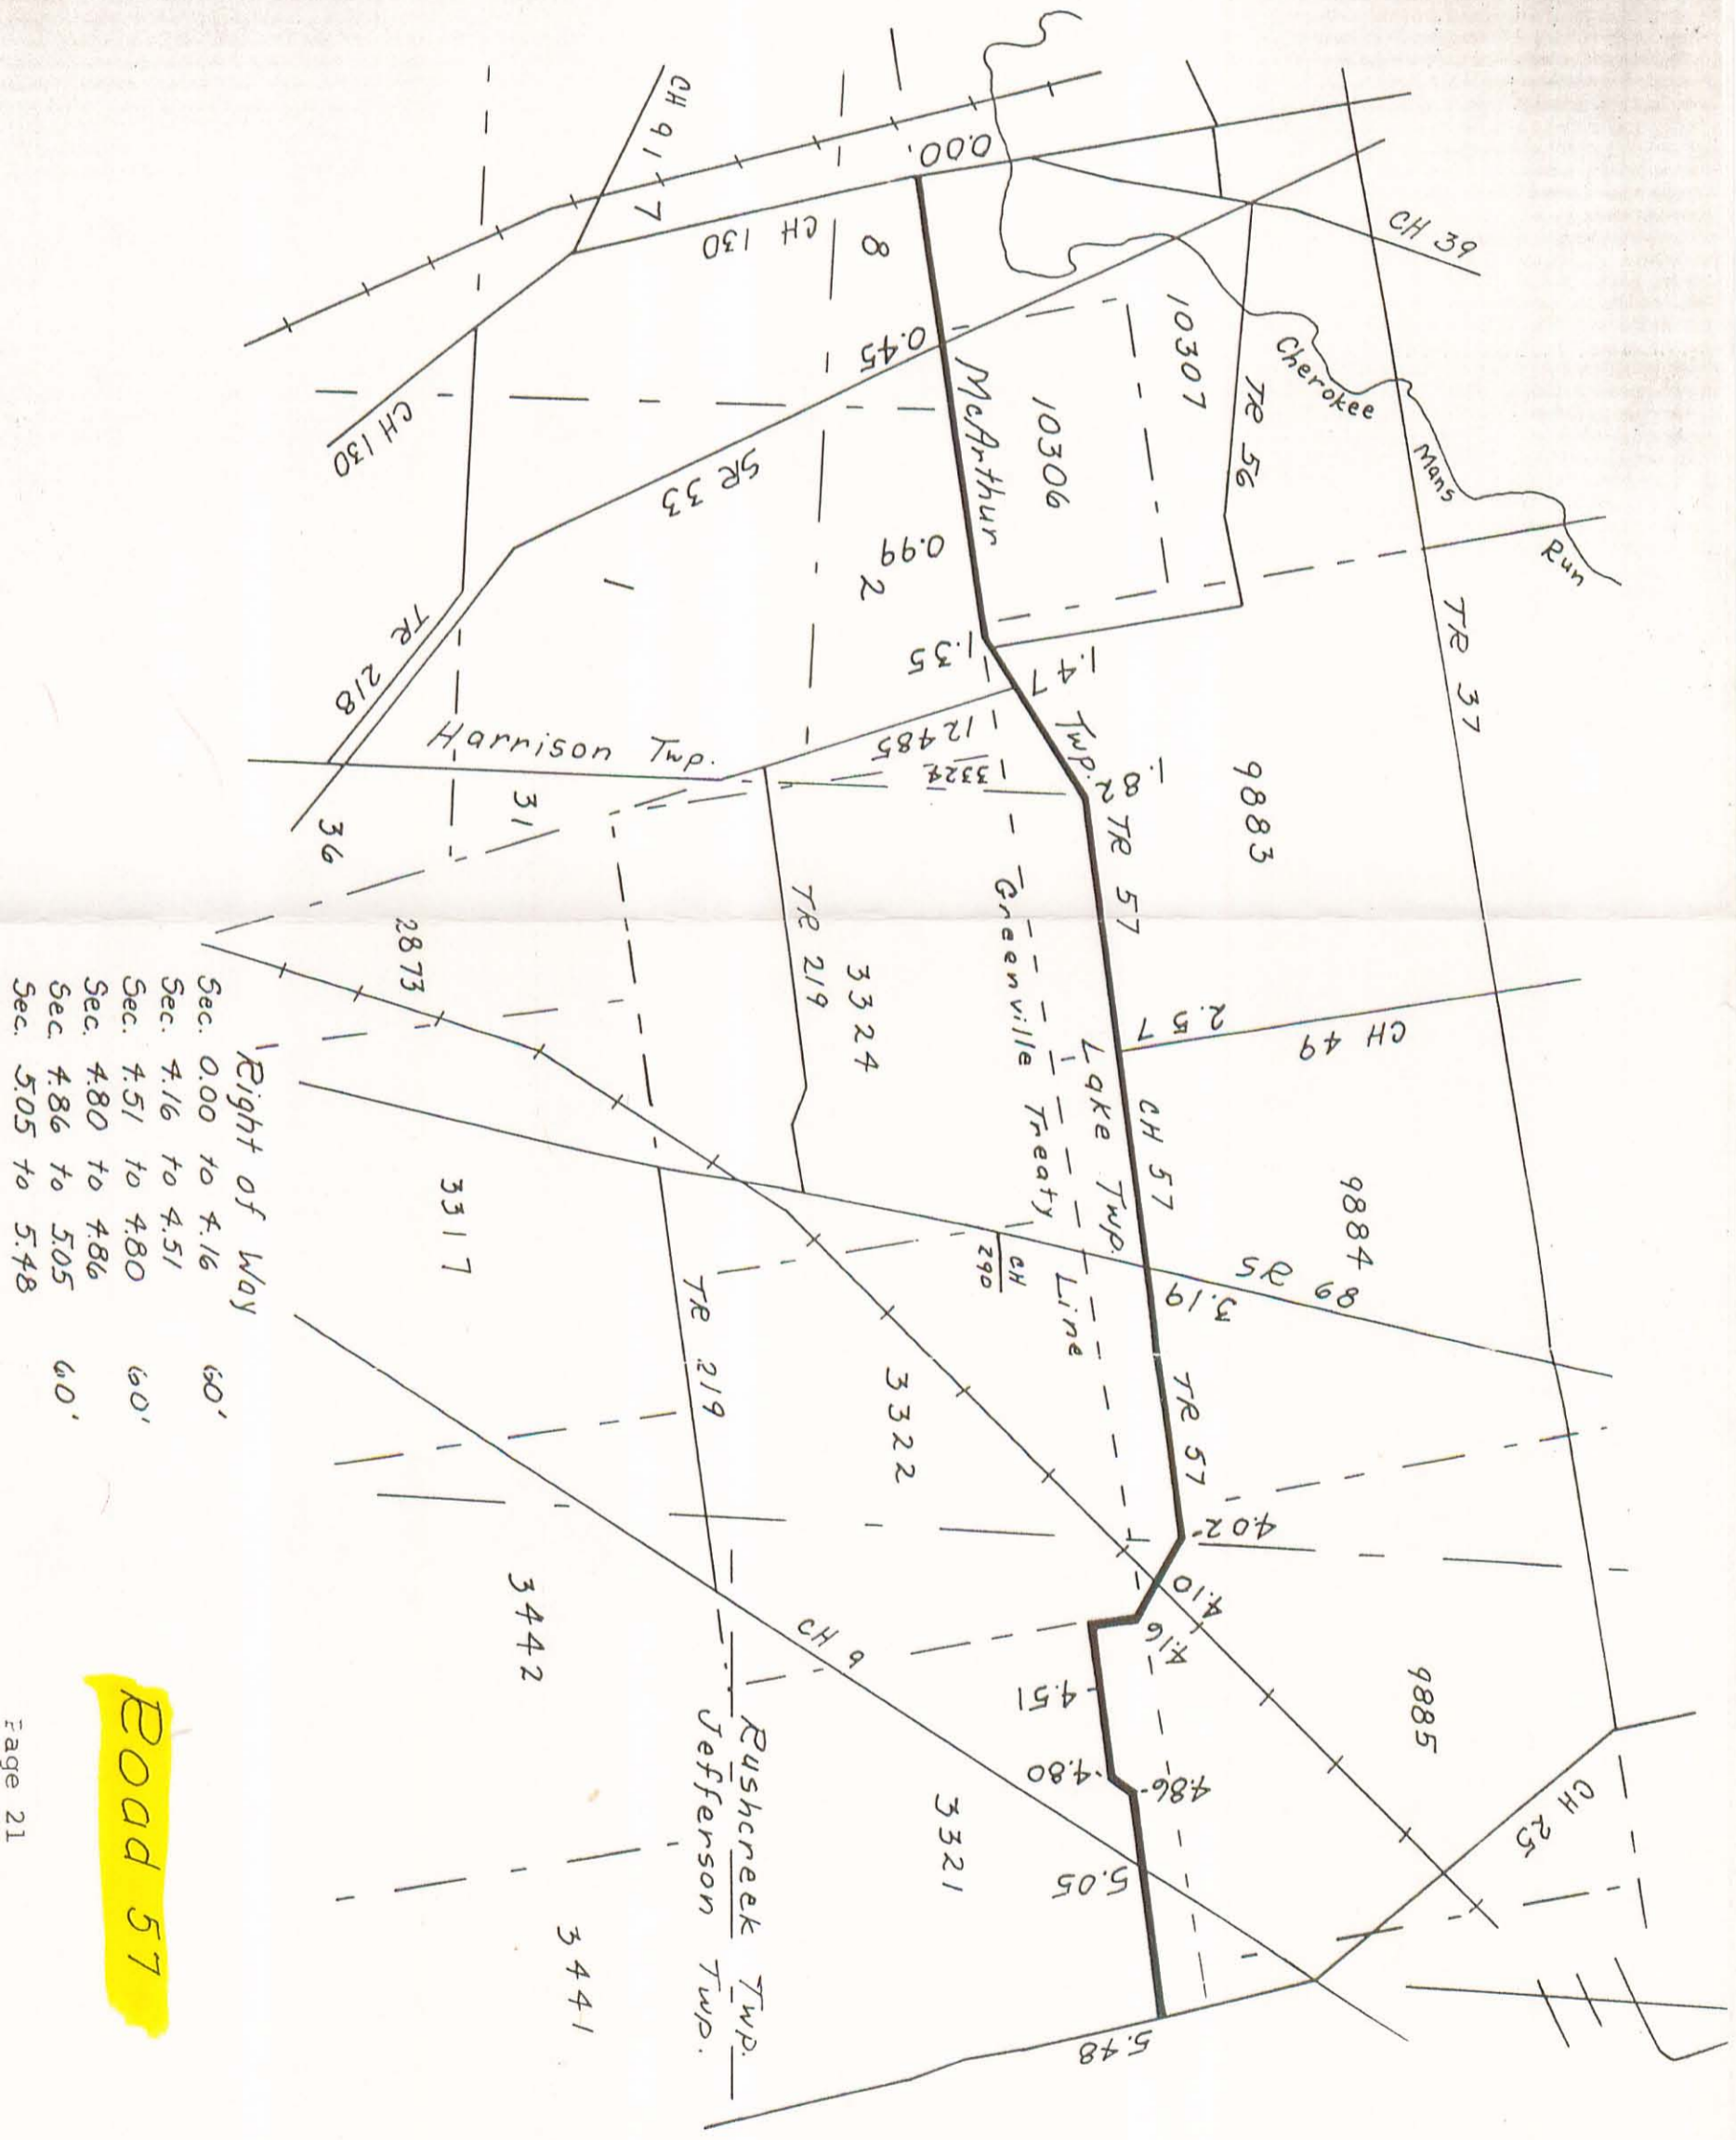 CH 39
Cherokee
Mans
Run
TR 37
TR 56
10307
10306
CH 91
7
0.00
CH 130
8
0.45
McArthur
Twp.
0.99
2
1
SR 33
CH 130
TR 218
1.35
1.47
1.82
TR 57
9883
12485
3324
Harrison Twp.
31
36
2873
TR 219
3324
Greenville Treaty Line
2.57
CH 49
Lake Twp.
CH 57
9884
SR 68
3.19
CH
290
TR 57
3317
TR 219
3322
4.02
4.10
4.16
4.51
4.80
4.86
5.05
5.48
9885
CH 25
CH 9
3321
3442
3441
Rushcreek Twp.
Jefferson Twp.
Right of Way
Sec. 0.00 to 4.16 60'
Sec. 4.16 to 4.51
Sec. 4.51 to 4.80 60'
Sec. 4.80 to 4.86
Sec. 4.86 to 5.05 60'
Sec. 5.05 to 5.48
Road 57
Page 21